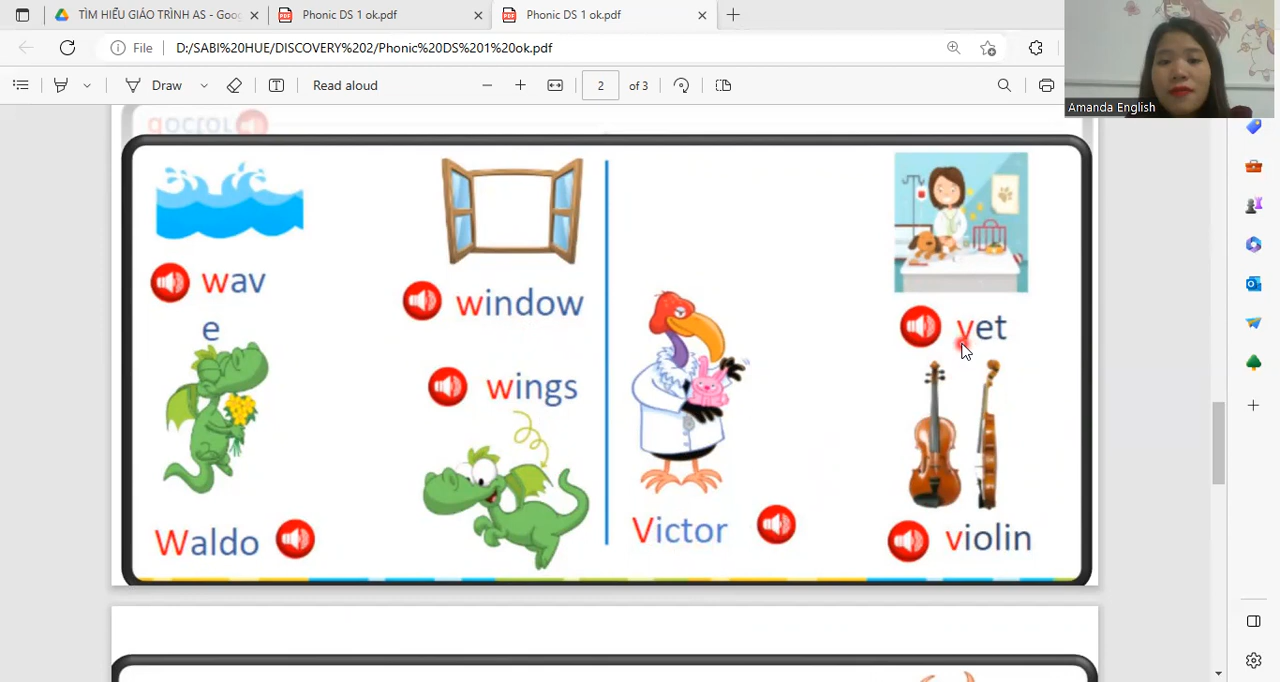 TÌM HIỂU GIÁO TRÌNH AS - Goo
Phonic DS 1 ok.pdf
Phonic DS 1 ok.pdf
File
D:/SABI%20HUE/DISCOVERY%202/Phonic%20DS%201%20ok.pdf
Draw
Read aloud
2
of 3
Amanda English
wav
e
window
wings
Waldo
Victor
vet
violin